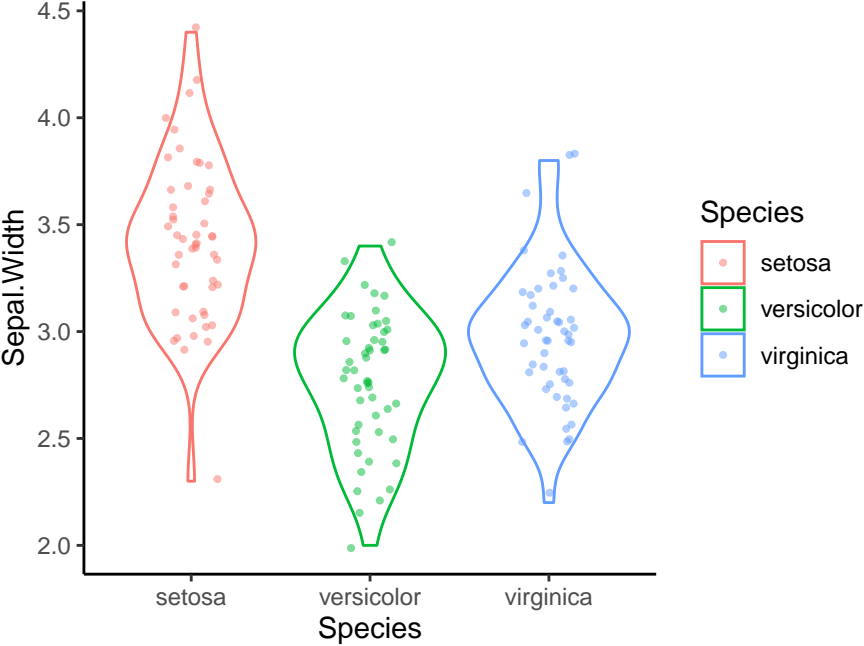 4.5
4.0
3.5
3.0
2.5
2.0
Sepal.Width
setosa
versicolor
virginica
Species
Species
setosa
versicolor
virginica